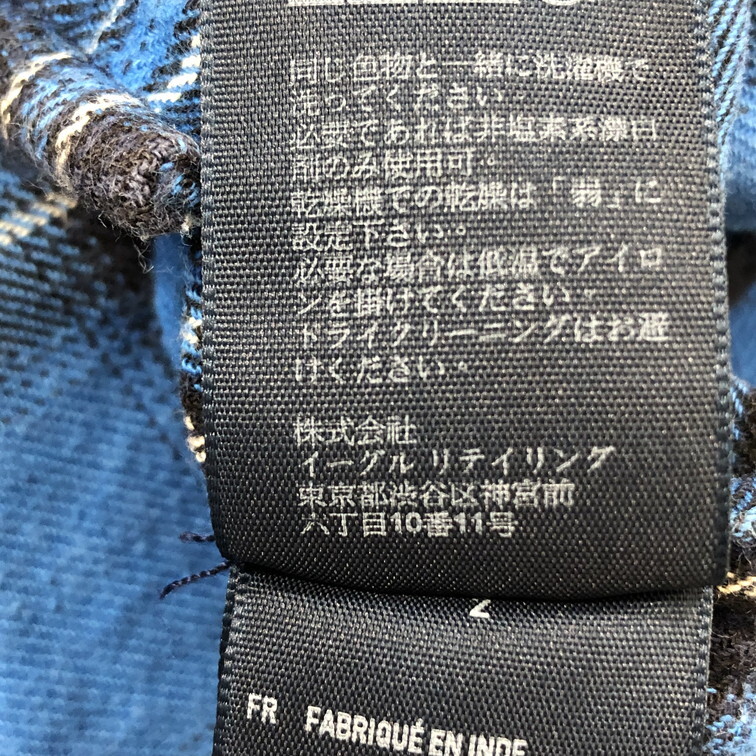 同じ色物と一緒に洗濯機で
洗ってください
必要であれば非塩素系漂白
剤のみ使用可。
乾燥機での乾燥は「弱」に
設定下さい。
必要な場合は低温でアイロ
ンを掛けてください。
ドライクリーニングはお避
けください。
株式会社
イーグル リテイリング
東京都渋谷区神宮前
六丁目10番11号
2
FR FABRIQUÉ EN INDE